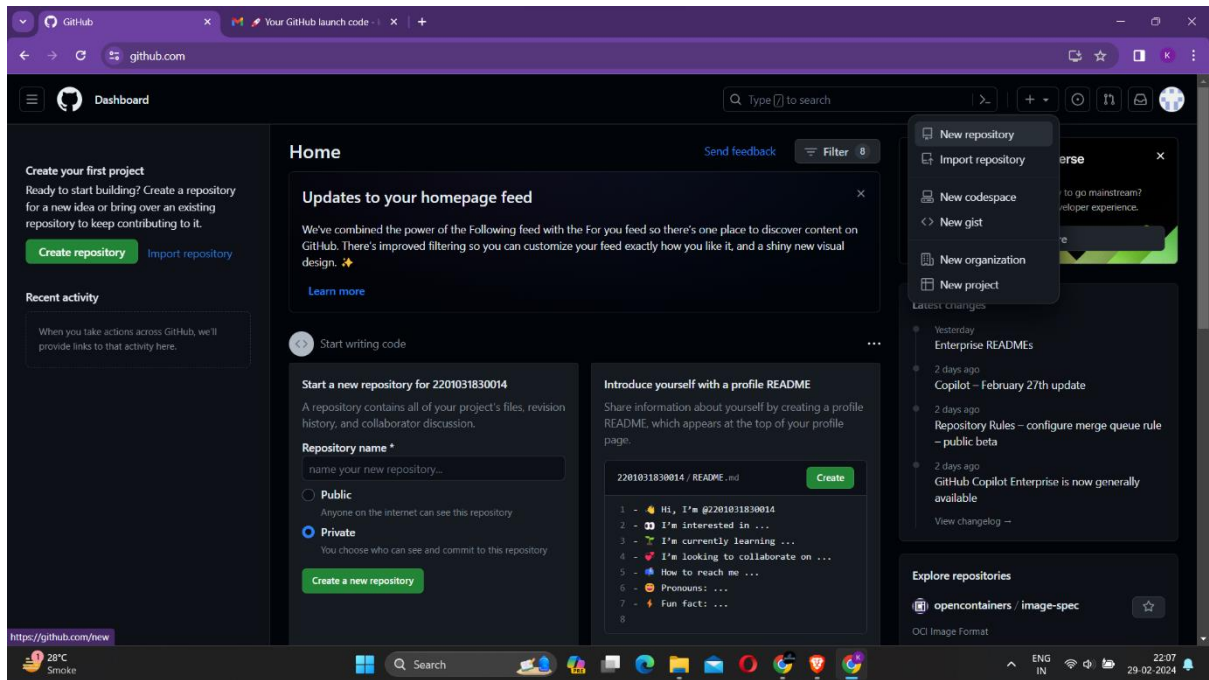 GitHub
Your GitHub launch code -
github.com
Dashboard
Type / to search
New repository
Import repository
New codespace
New gist
New organization
New project
Create your first project
Ready to start building? Create a repository
for a new idea or bring over an existing
repository to keep contributing to it.
Create repository
Import repository
Recent activity
When you take actions across GitHub, we'll
provide links to that activity here.
Home
Send feedback
Filter 8
Updates to your homepage feed
We've combined the power of the Following feed with the For you feed so there's one place to discover content on
GitHub. There's improved filtering so you can customize your feed exactly how you like it, and a shiny new visual
design. ✨
Learn more
Start writing code
Start a new repository for 2201031830014
A repository contains all of your project's files, revision
history, and collaborator discussion.
Repository name *
name your new repository...
Public
Anyone on the internet can see this repository
Private
You choose who can see and commit to this repository
Create a new repository
Introduce yourself with a profile README
Share information about yourself by creating a profile
README, which appears at the top of your profile
page.
2201031830014 / README.md
Create
1 - 👋 Hi, I'm @2201031830014
2 - 👀 I'm interested in ...
3 - 🌱 I'm currently learning ...
4 - 💞️ I'm looking to collaborate on ...
5 - 📫 How to reach me ...
6 - 😄 Pronouns: ...
7 - ⚡ Fun fact: ...
8
erse
to go mainstream?
veloper experience.
re
Latest changes
Yesterday
Enterprise READMEs
2 days ago
Copilot – February 27th update
2 days ago
Repository Rules – configure merge queue rule
– public beta
2 days ago
GitHub Copilot Enterprise is now generally
available
View changelog →
Explore repositories
opencontainers / image-spec
OCI Image Format
https://github.com/new
1
28°C
Smoke
Search
ENG
IN
22:07
29-02-2024